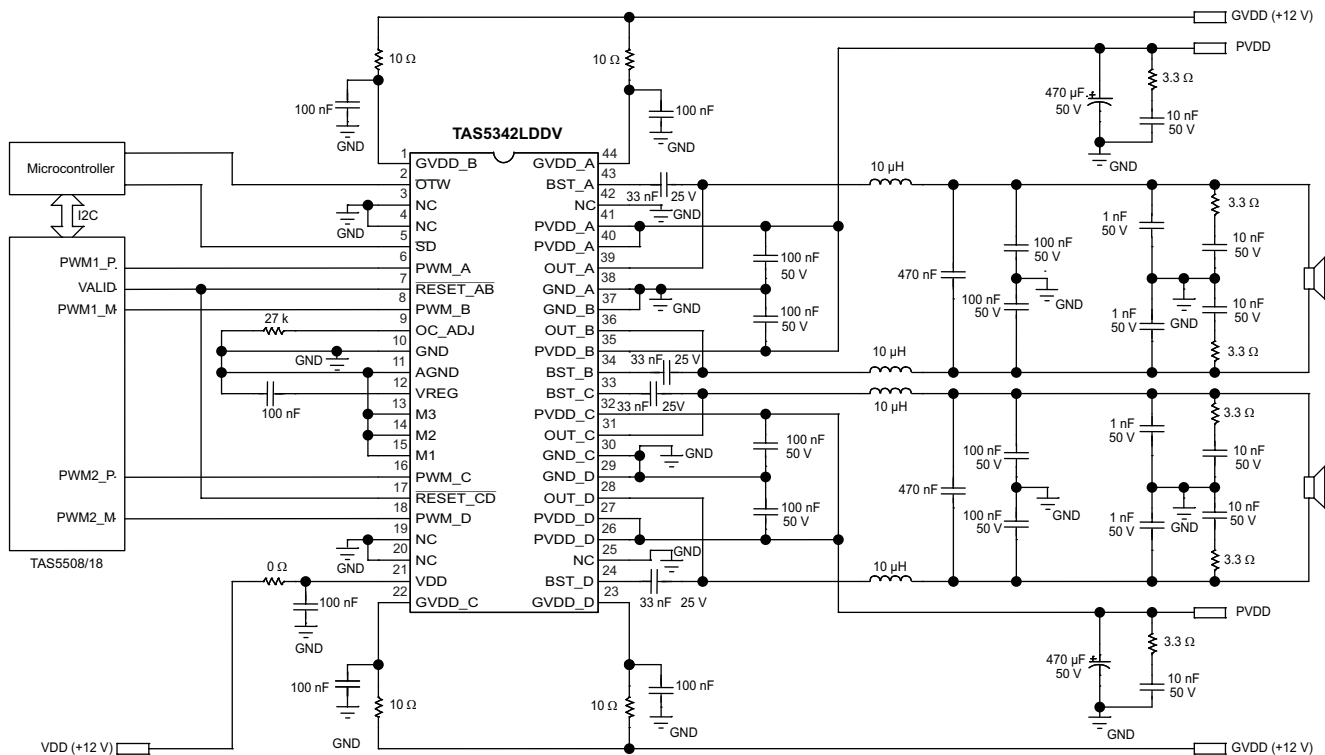 GVDD (+12 V)
PVDD
10 Ω
10 Ω
3.3 Ω
470 µF
50 V
100 nF
100 nF
10 nF
50 V
GND
GND
GND
TAS5342LDDV
Microcontroller
I2C
PWM1_P
VALID
PWM1_M
PWM2_P
PWM2_M
TAS5508/18
1 GVDD_B
2 OTW
3 NC
4 NC
5 SD
6 PWM_A
7 RESET_AB
8 PWM_B
9 OC_ADJ
10 GND
11 AGND
12 VREG
13 M3
14 M2
15 M1
16 PWM_C
17 RESET_CD
18 PWM_D
19 NC
20 NC
21 VDD
22 GVDD_C
GVDD_A 44
BST_A 43
NC 42
PVDD_A 41
PVDD_A 40
OUT_A 39
GND_A 38
GND_B 37
OUT_B 36
PVDD_B 35
BST_B 34
BST_C 33
PVDD_C 32
OUT_C 31
GND_C 30
GND_D 29
OUT_D 28
PVDD_D 27
PVDD_D 26
NC 25
BST_D 24
GVDD_D 23
GND
27 k
GND
100 nF
GND
0 Ω
100 nF
GND
33 nF 25 V
GND
100 nF
50 V
GND
100 nF
50 V
33 nF 25 V
33 nF 25V
100 nF
50 V
GND
100 nF
50 V
GND
33 nF 25 V
10 µH
470 nF
100 nF
50 V
GND
100 nF
50 V
1 nF
50 V
3.3 Ω
10 nF
50 V
GND
1 nF
50 V
10 nF
50 V
3.3 Ω
10 µH
10 µH
470 nF
100 nF
50 V
GND
100 nF
50 V
1 nF
50 V
3.3 Ω
10 nF
50 V
GND
1 nF
50 V
10 nF
50 V
3.3 Ω
10 µH
PVDD
3.3 Ω
470 µF
50 V
10 nF
50 V
GND
100 nF
100 nF
10 Ω
10 Ω
GND
GND
VDD (+12 V)
GVDD (+12 V)